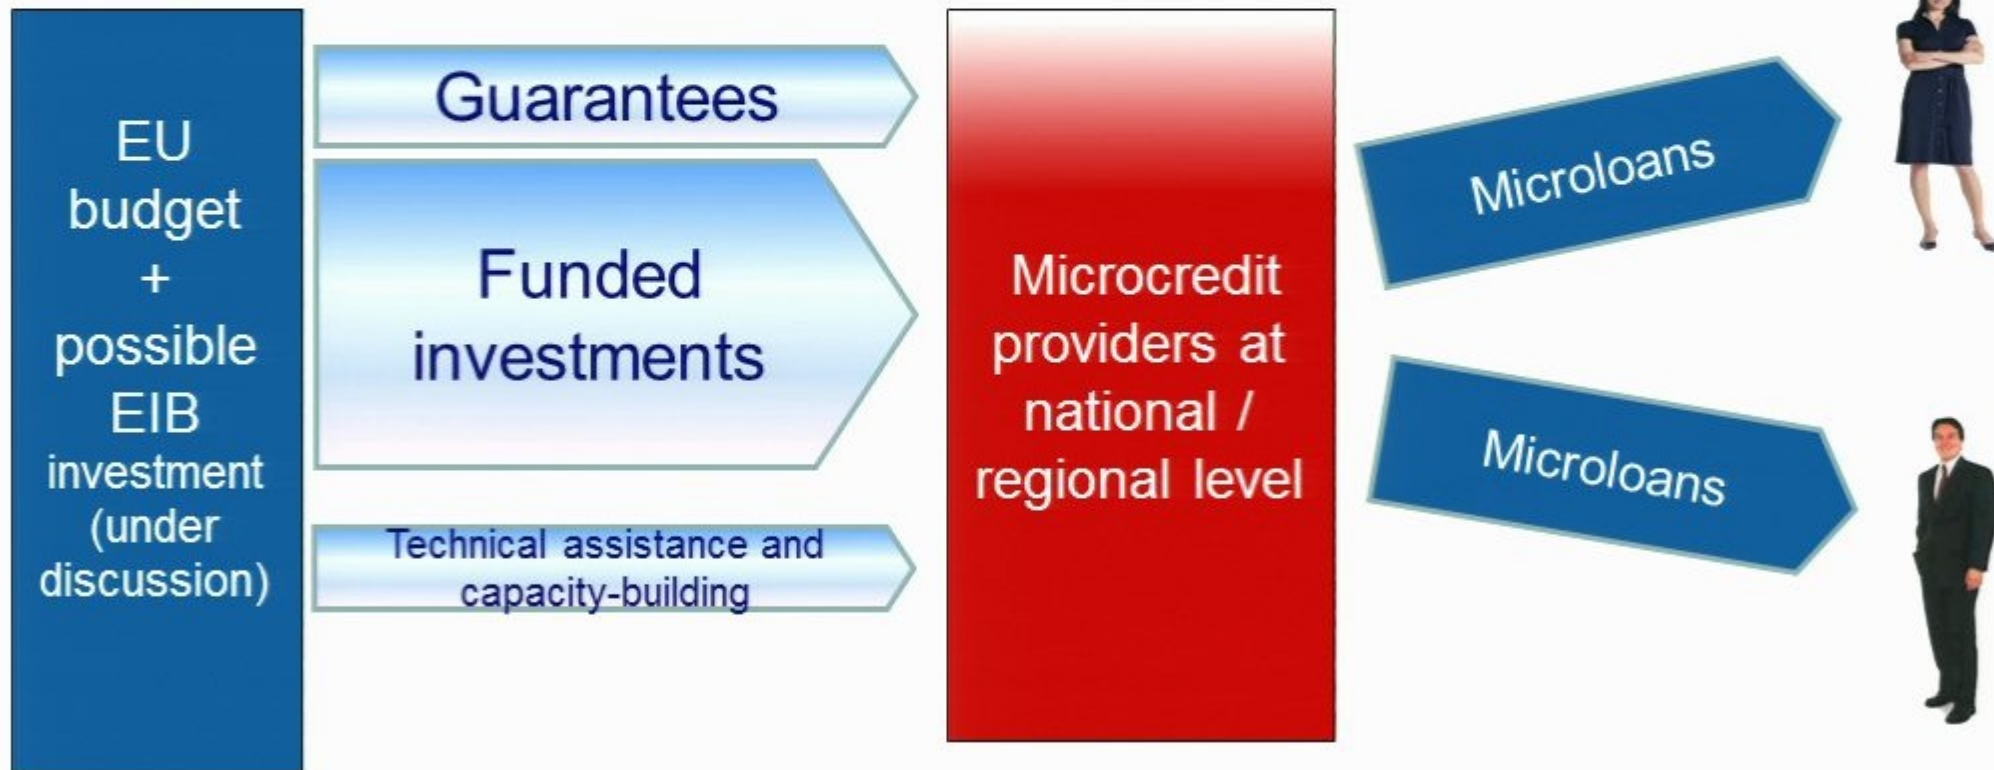 EU
budget
+
possible
EIB
investment
(under
discussion)
Guarantees
Funded
investments
Technical assistance and
capacity-building
Microcredit
providers at
national /
regional level
Microloans
Microloans